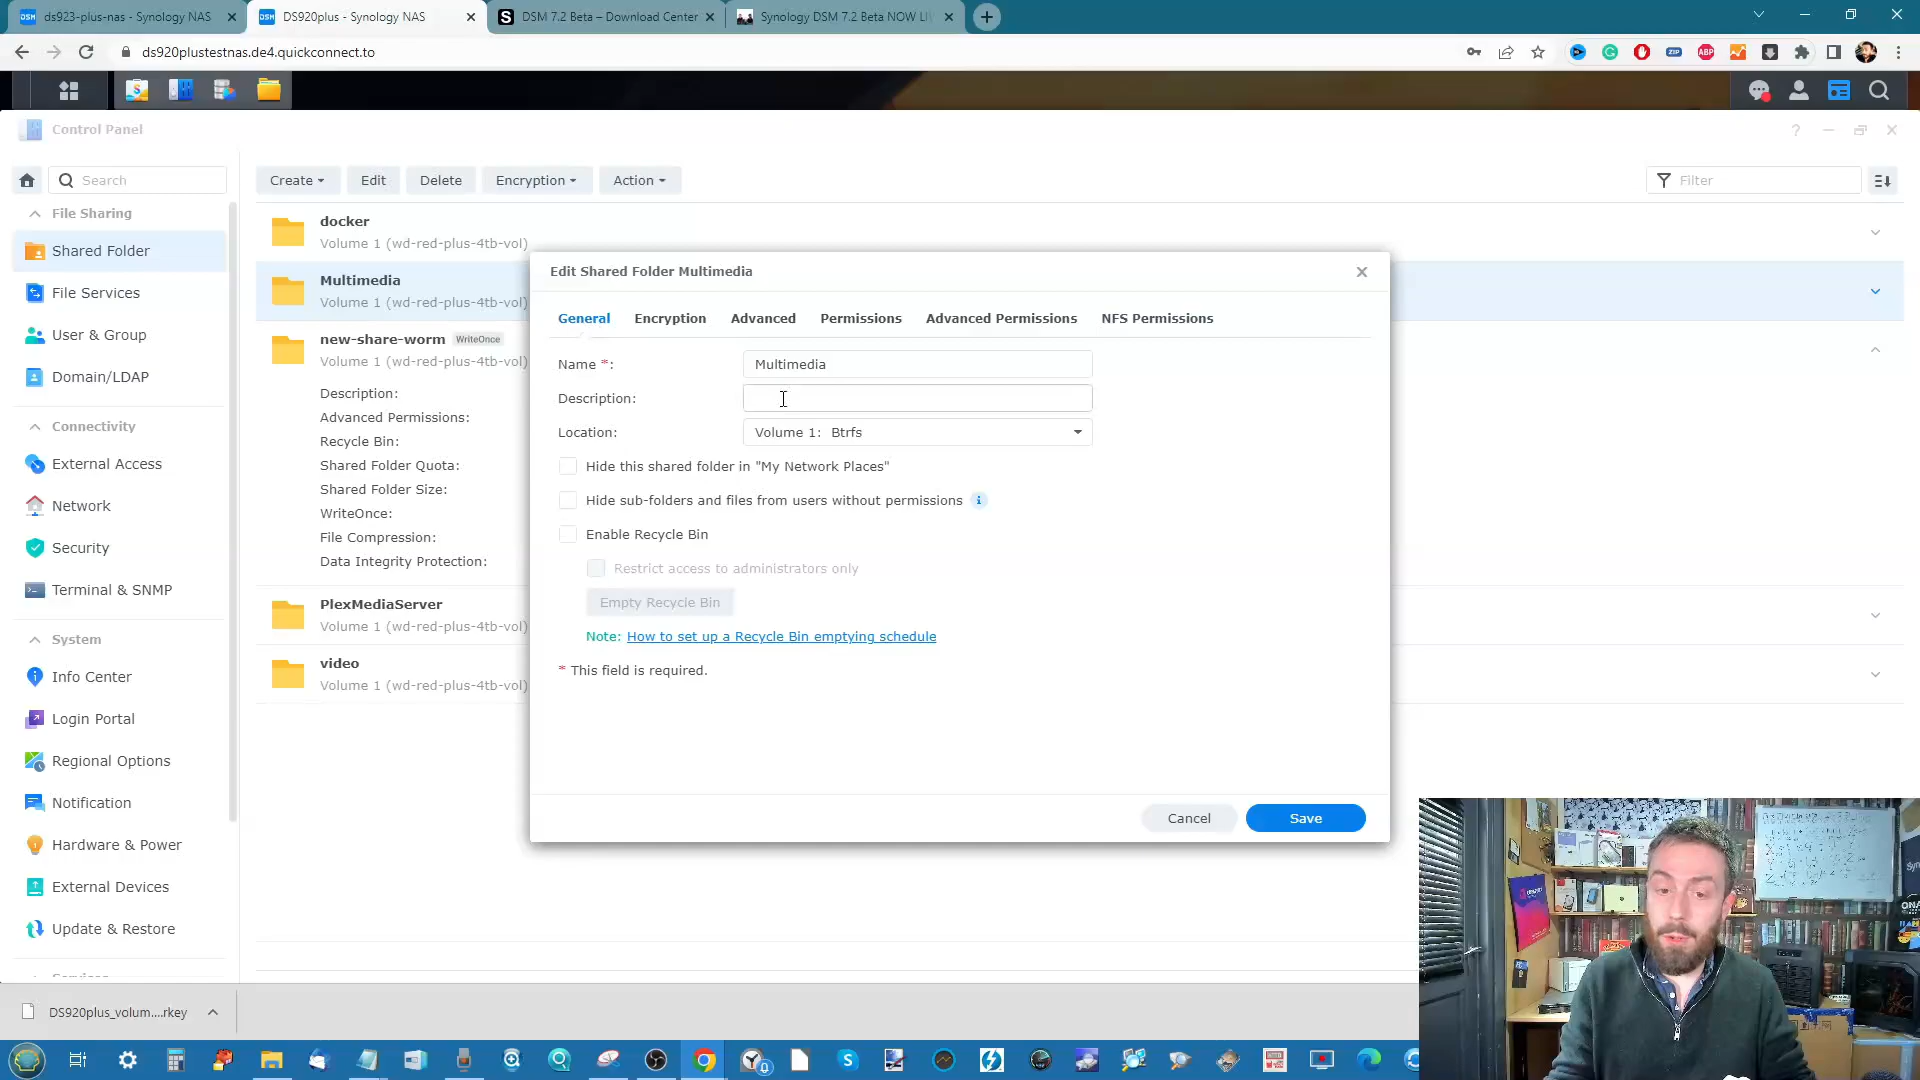 ds923-plus-nas - Synology NAS
DS920plus - Synology NAS
DSM 7.2 Beta – Download Center
Synology DSM 7.2 Beta NOW LI
ds920plustestnas.de4.quickconnect.to
Control Panel
Search
Create
Edit
Delete
Encryption
Action
Filter
File Sharing
Shared Folder
File Services
User & Group
Domain/LDAP
Connectivity
External Access
Network
Security
Terminal & SNMP
System
Info Center
Login Portal
Regional Options
Notification
Hardware & Power
External Devices
Update & Restore
docker
Volume 1 (wd-red-plus-4tb-vol)
Multimedia
Volume 1 (wd-red-plus-4tb-vol)
new-share-worm WriteOnce
Volume 1 (wd-red-plus-4tb-vol)
Description:
Advanced Permissions:
Recycle Bin:
Shared Folder Quota:
Shared Folder Size:
WriteOnce:
File Compression:
Data Integrity Protection:
PlexMediaServer
Volume 1 (wd-red-plus-4tb-vol)
video
Volume 1 (wd-red-plus-4tb-vol)
Edit Shared Folder Multimedia
General
Encryption
Advanced
Permissions
Advanced Permissions
NFS Permissions
Name *: Multimedia
Description:
Location: Volume 1: Btrfs
Hide this shared folder in "My Network Places"
Hide sub-folders and files from users without permissions
Enable Recycle Bin
Restrict access to administrators only
Empty Recycle Bin
Note: How to set up a Recycle Bin emptying schedule
* This field is required.
Cancel
Save
DS920plus_volum....rkey